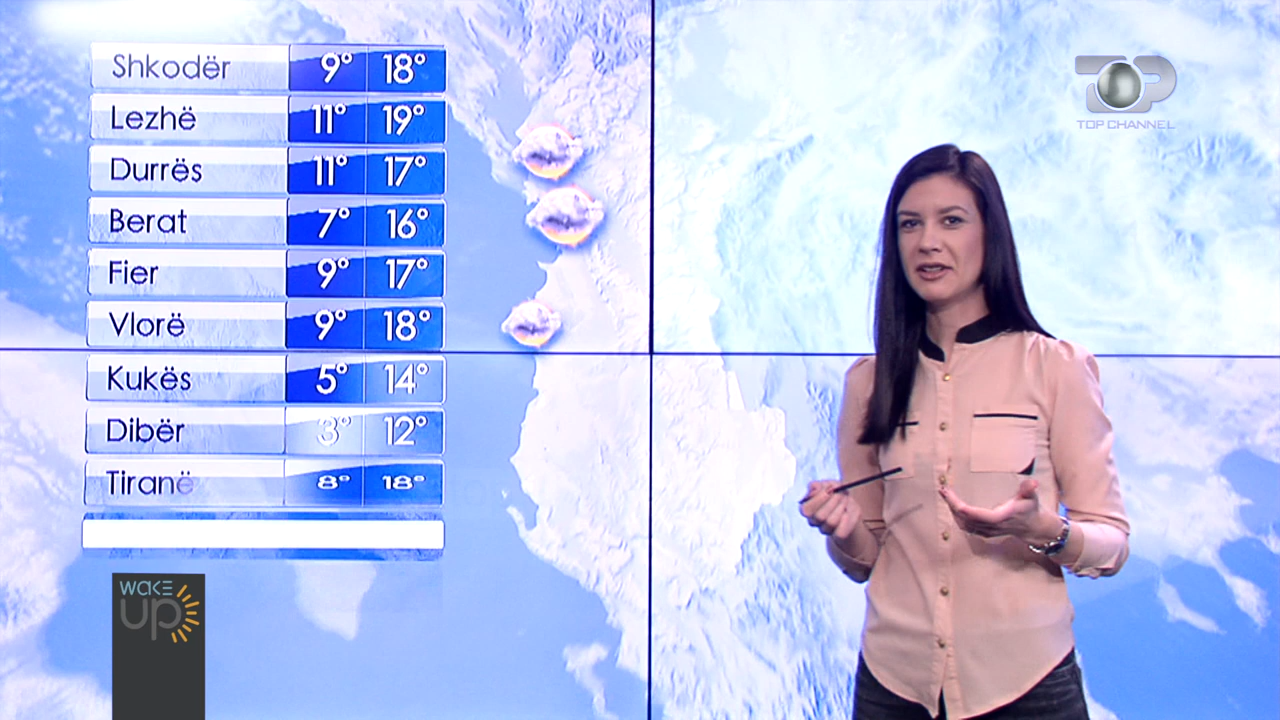 Shkodër 9° 18°
Lezhë 11° 19°
Durrës 11° 17°
Berat 7° 16°
Fier 9° 17°
Vlorë 9° 18°
Kukës 5° 14°
Dibër 3° 12°
Tiranë 8° 18°
TOP
TOP CHANNEL
WAKE
UP